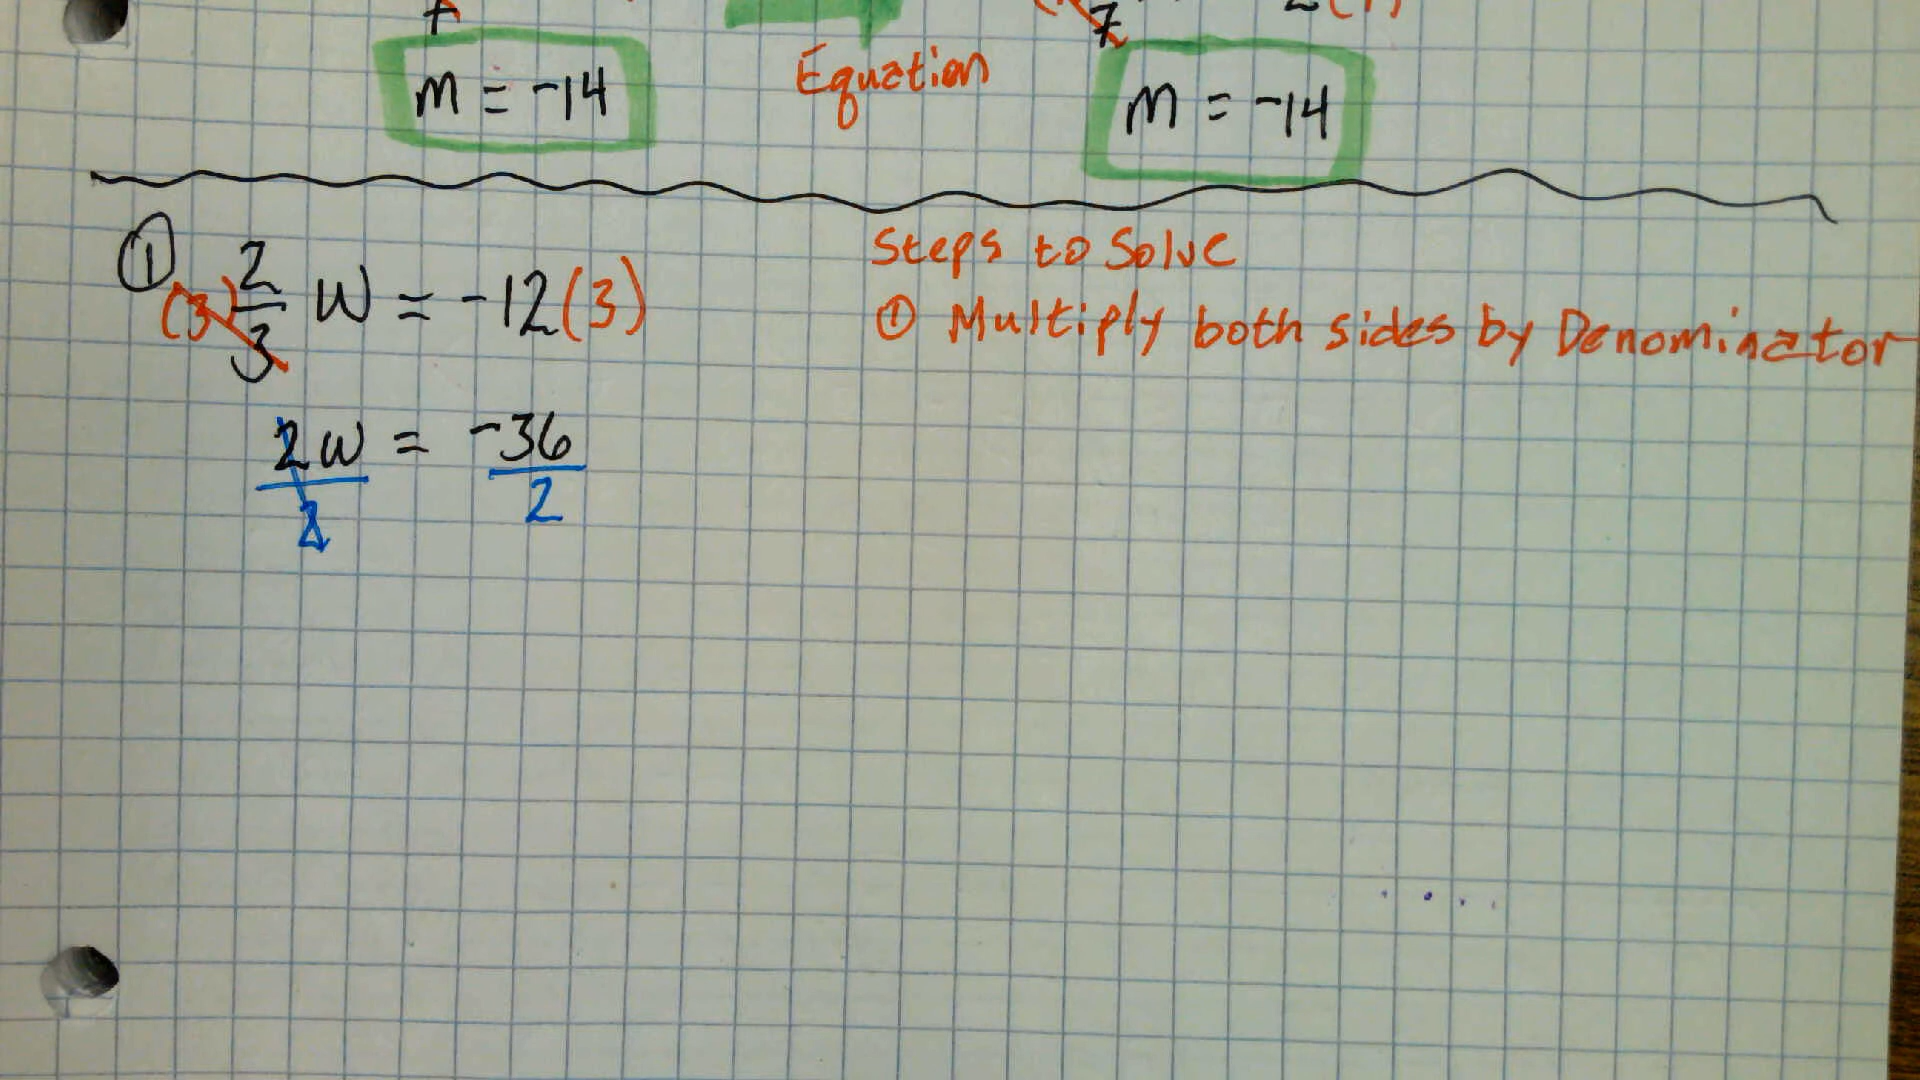 Equation
m = -14
m = -14
① (3) 2/3 W = -12(3)
2w/2 = -36/2
Steps to Solve
① Multiply both sides by Denominator